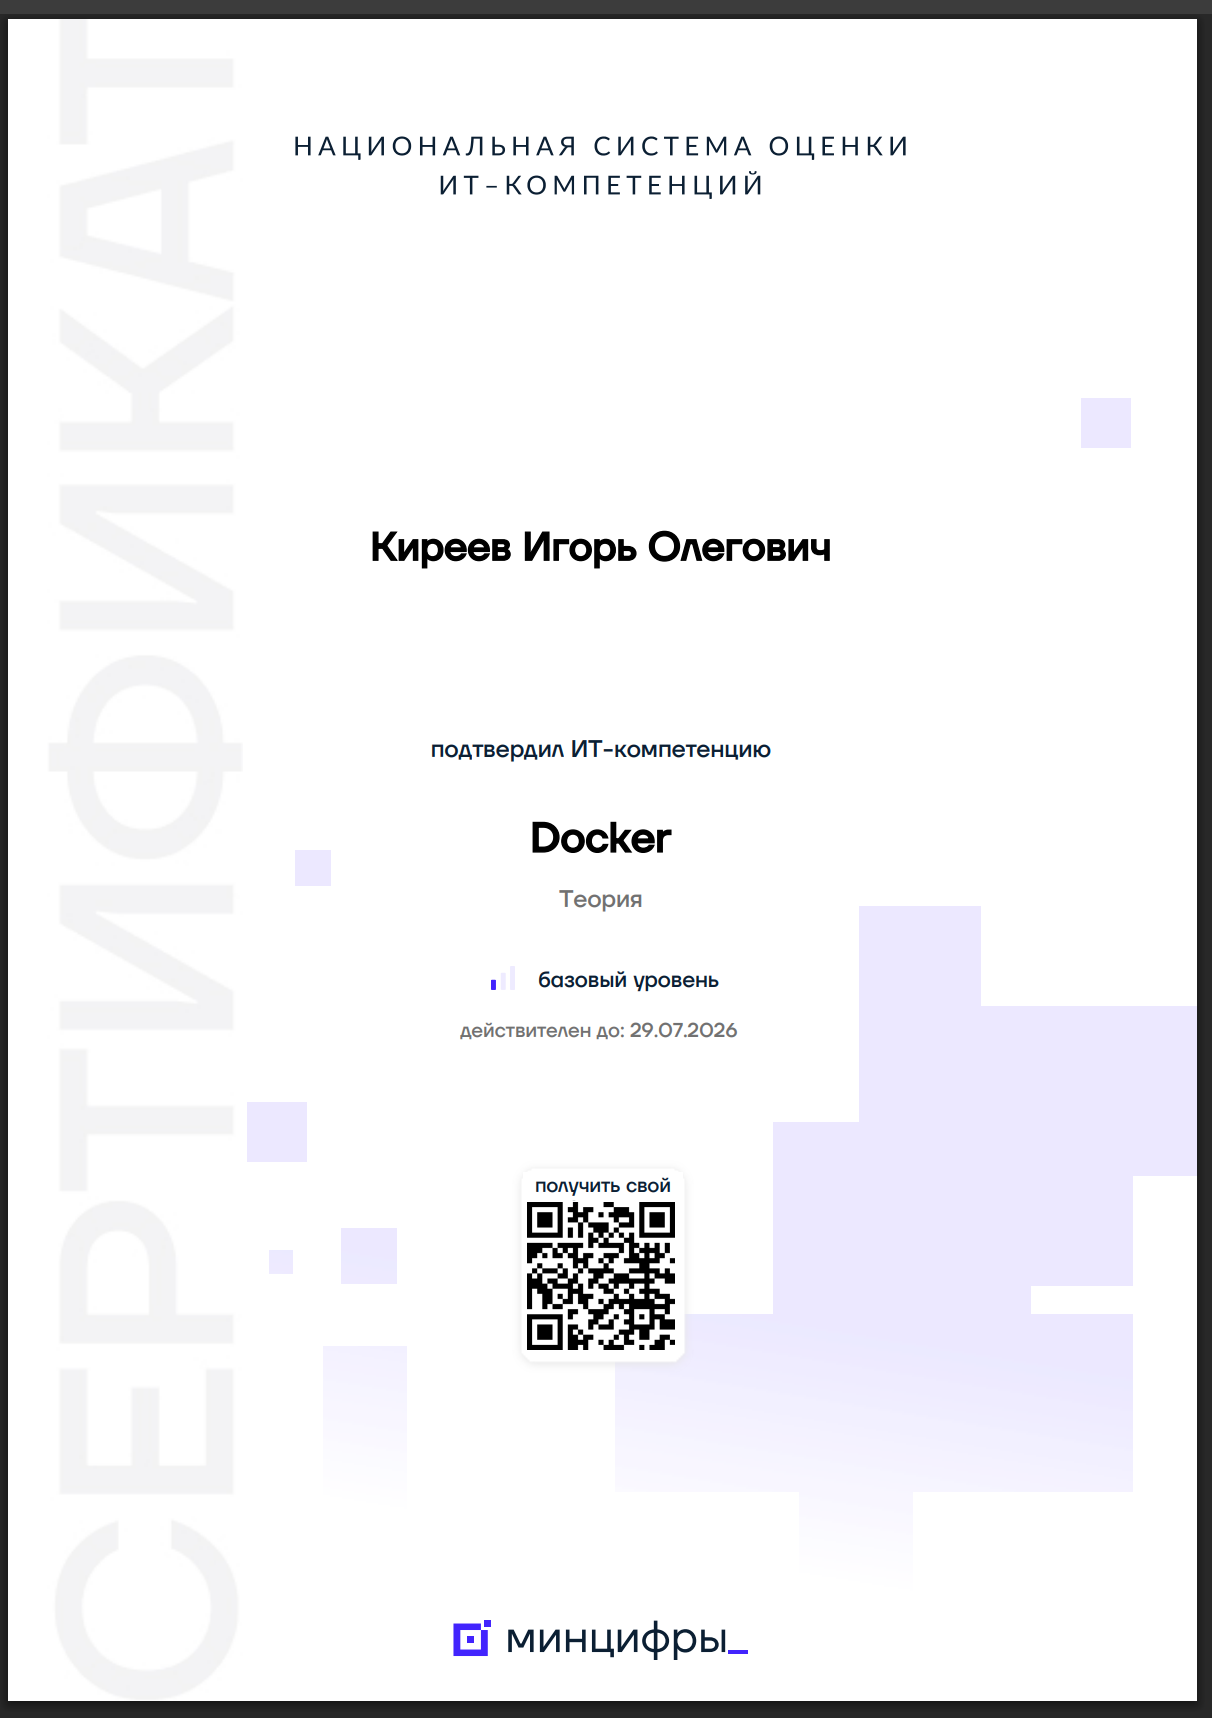 СЕРТИФИКАТ
НАЦИОНАЛЬНАЯ СИСТЕМА ОЦЕНКИ
ИТ-КОМПЕТЕНЦИЙ
Киреев Игорь Олегович
подтвердил ИТ-компетенцию
Docker
Теория
базовый уровень
действителен до: 29.07.2026
получить свой
минцифры_